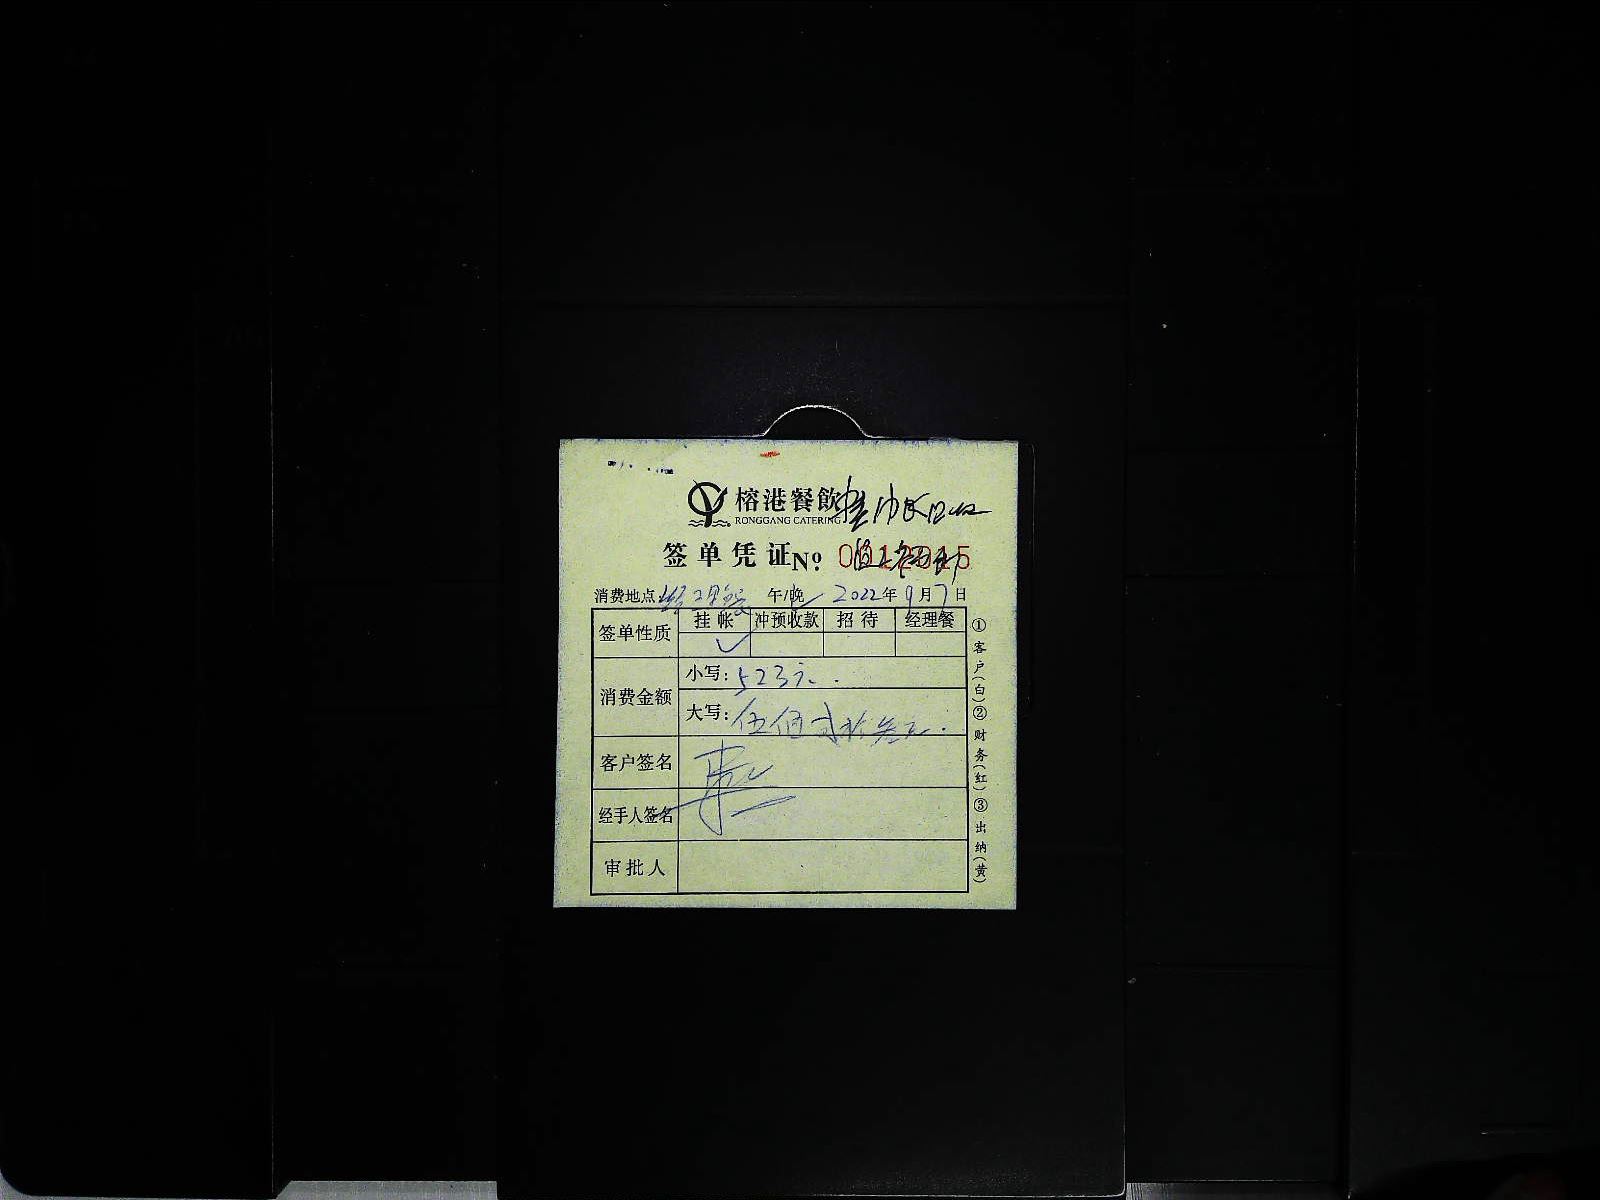 榕港餐飲
RONGGANG CATERING
签单凭证 No.
消费地点: 午/晚 2022年9月7日
签单性质 挂帐 冲预收款 招待 经理餐
✓
消费金额 小写: 523元.
大写: 伍佰弍拾叁元.
客户签名
经手人签名
审批人
①客户(白)②财务(红)③出纳(黄)